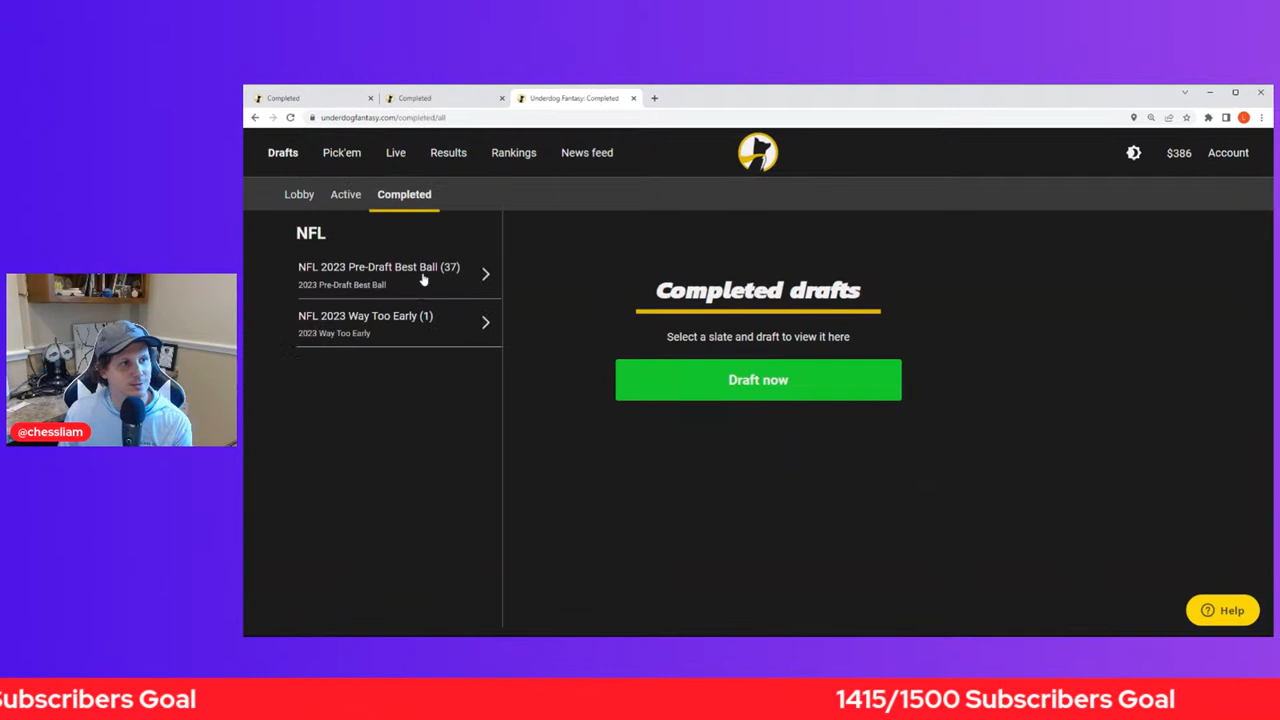 Completed
Completed
Underdog Fantasy: Completed
underdogfantasy.com/completed/all
Drafts
Pick'em
Live
Results
Rankings
News feed
$386
Account
Lobby
Active
Completed
NFL
NFL 2023 Pre-Draft Best Ball (37)
2023 Pre-Draft Best Ball
NFL 2023 Way Too Early (1)
2023 Way Too Early
Completed drafts
Select a slate and draft to view it here
Draft now
Help
@chessliam
Subscribers Goal
1415/1500 Subscribers Goal